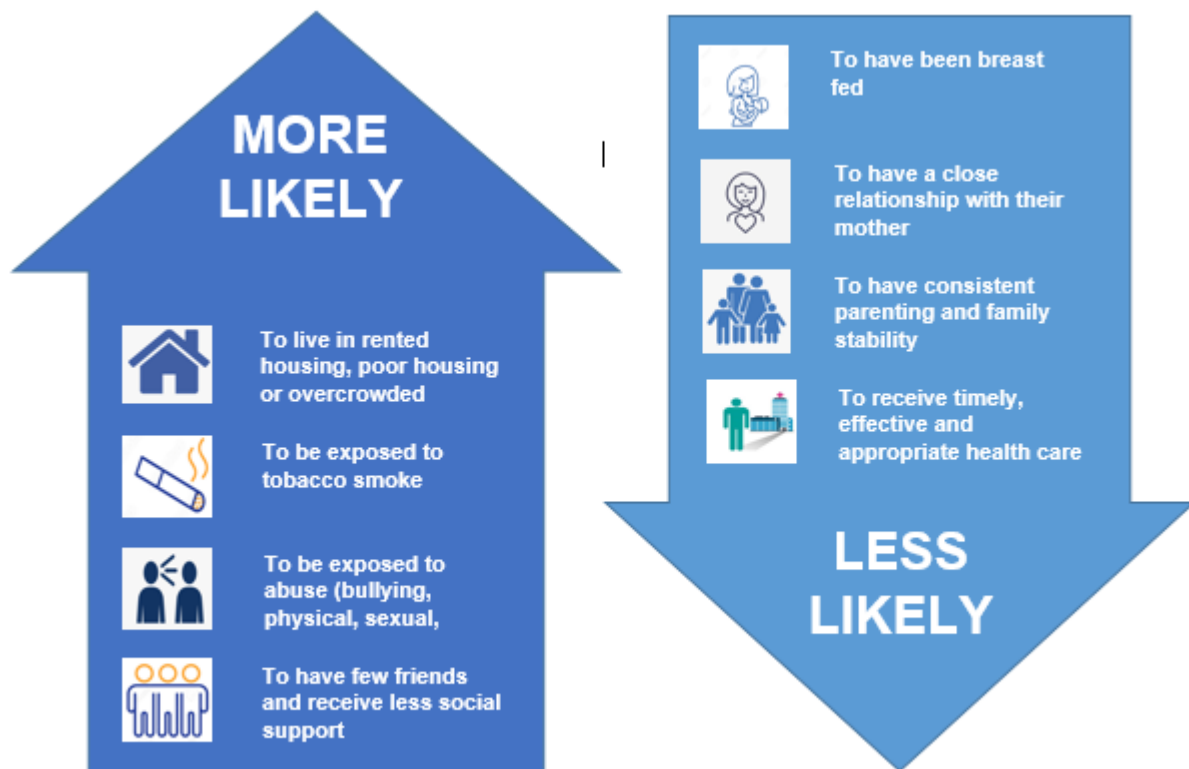 MORE
LIKELY
To live in rented
housing, poor housing
or overcrowded
To be exposed to
tobacco smoke
To be exposed to
abuse (bullying,
physical, sexual,
To have few friends
and receive less social
support
To have been breast
fed
To have a close
relationship with their
mother
To have consistent
parenting and family
stability
To receive timely,
effective and
appropriate health care
LESS
LIKELY